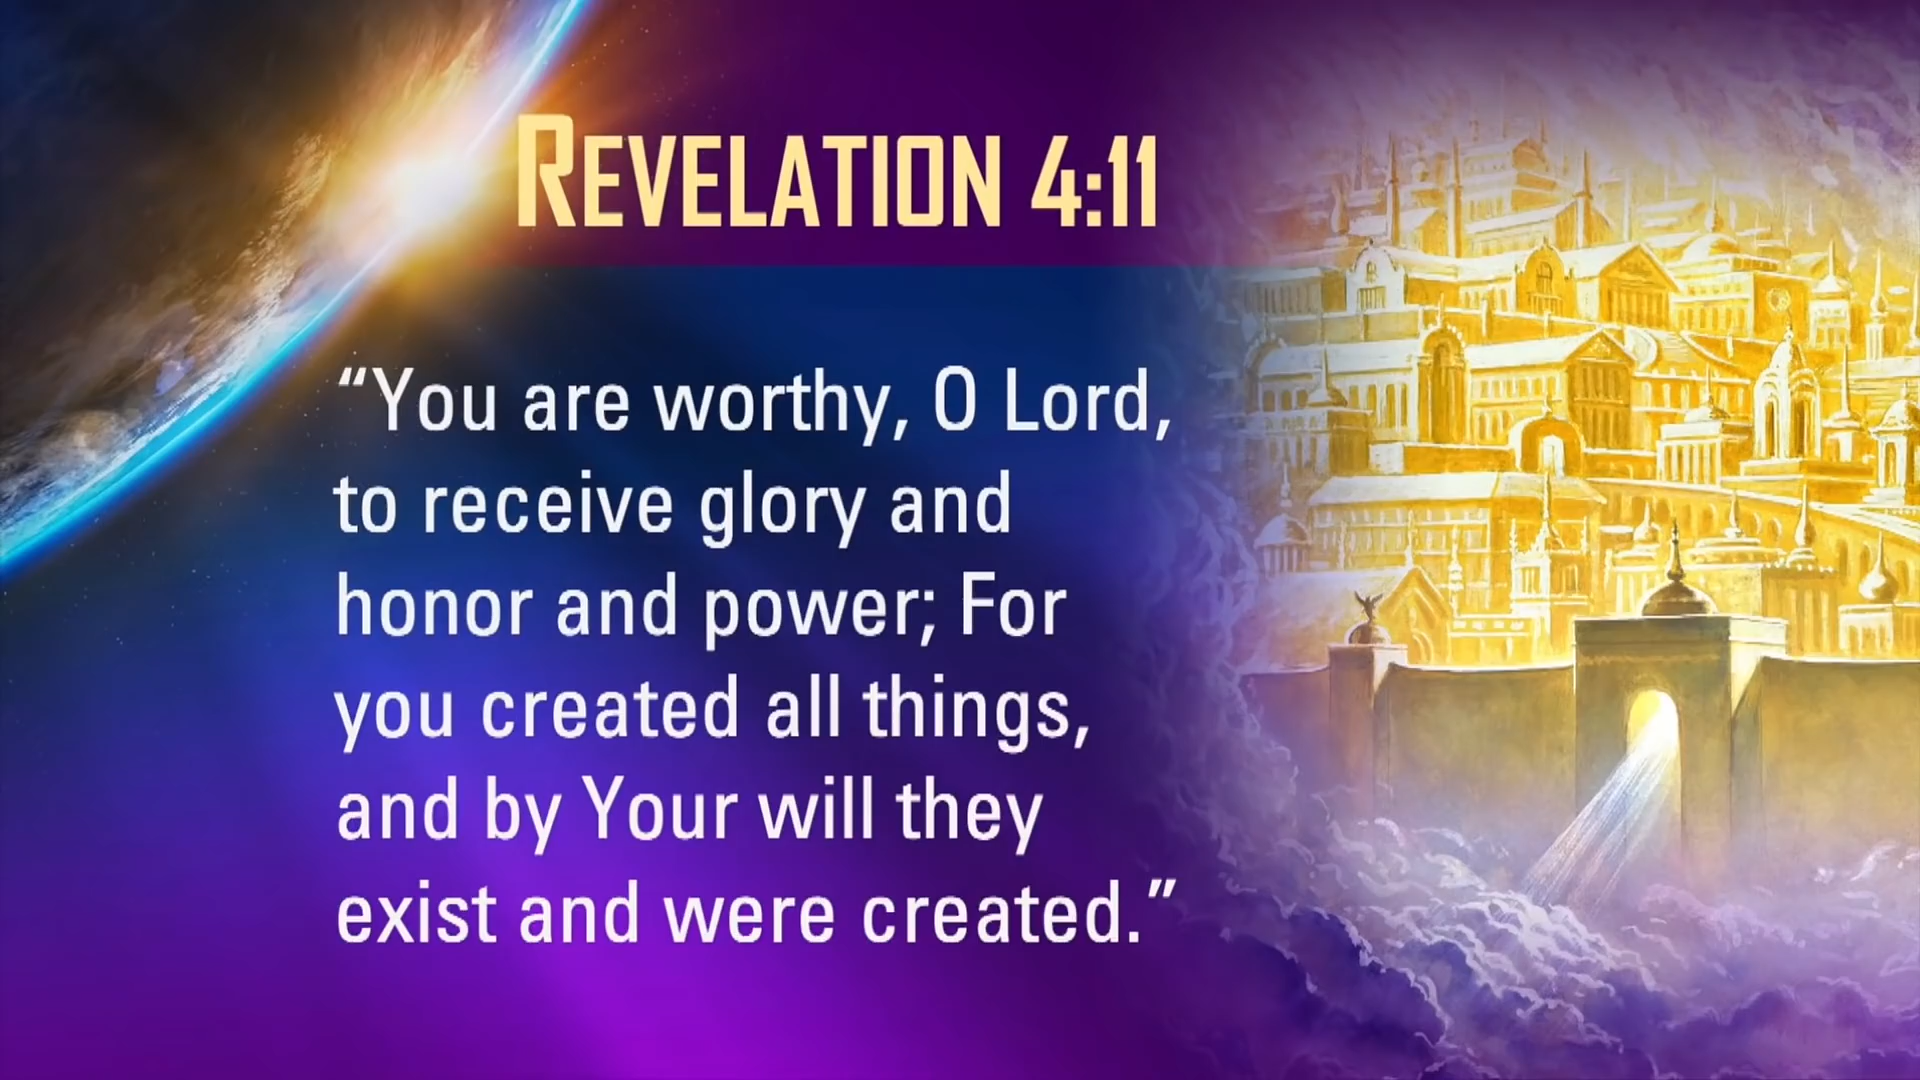 REVELATION 4:11
“You are worthy, O Lord,
to receive glory and
honor and power; For
you created all things,
and by Your will they
exist and were created.”